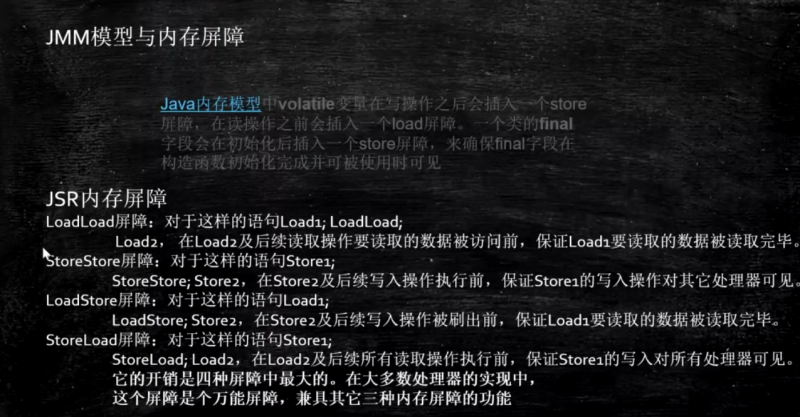 JMM模型与内存屏障
Java内存模型中volatile变量在写操作之后会插入一个store
屏障，在读操作之前会插入一个load屏障。一个类的final
字段会在初始化后插入一个store屏障，来确保final字段在
构造函数初始化完成并可被使用时可见
JSR内存屏障
LoadLoad屏障：对于这样的语句Load1; LoadLoad;
Load2， 在Load2及后续读取操作要读取的数据被访问前，保证Load1要读取的数据被读取完毕。
StoreStore屏障：对于这样的语句Store1;
StoreStore; Store2，在Store2及后续写入操作执行前，保证Store1的写入操作对其它处理器可见。
LoadStore屏障：对于这样的语句Load1;
LoadStore; Store2，在Store2及后续写入操作被刷出前，保证Load1要读取的数据被读取完毕。
StoreLoad屏障：对于这样的语句Store1;
StoreLoad; Load2，在Load2及后续所有读取操作执行前，保证Store1的写入对所有处理器可见。
它的开销是四种屏障中最大的。在大多数处理器的实现中，
这个屏障是个万能屏障，兼具其它三种内存屏障的功能